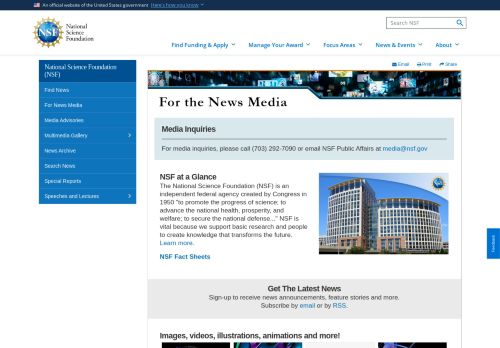 An official website of the United States government Here's how you know
National
Science
Foundation
Search NSF
Find Funding & Apply
Manage Your Award
Focus Areas
News & Events
About
National Science Foundation
(NSF)
Find News
For News Media
Media Advisories
Multimedia Gallery
News Archive
Search News
Special Reports
Speeches and Lectures
Email
Print
Share
For the News Media
Media Inquiries
For media inquiries, please call (703) 292-7090 or email NSF Public Affairs at media@nsf.gov
NSF at a Glance
The National Science Foundation (NSF) is an
independent federal agency created by Congress in
1950 "to promote the progress of science; to
advance the national health, prosperity, and
welfare; to secure the national defense..." NSF is
vital because we support basic research and people
to create knowledge that transforms the future.
Learn more.
NSF Fact Sheets
Get The Latest News
Sign-up to receive news announcements, feature stories and more.
Subscribe by email or by RSS.
Images, videos, illustrations, animations and more!
Feedback
NSF